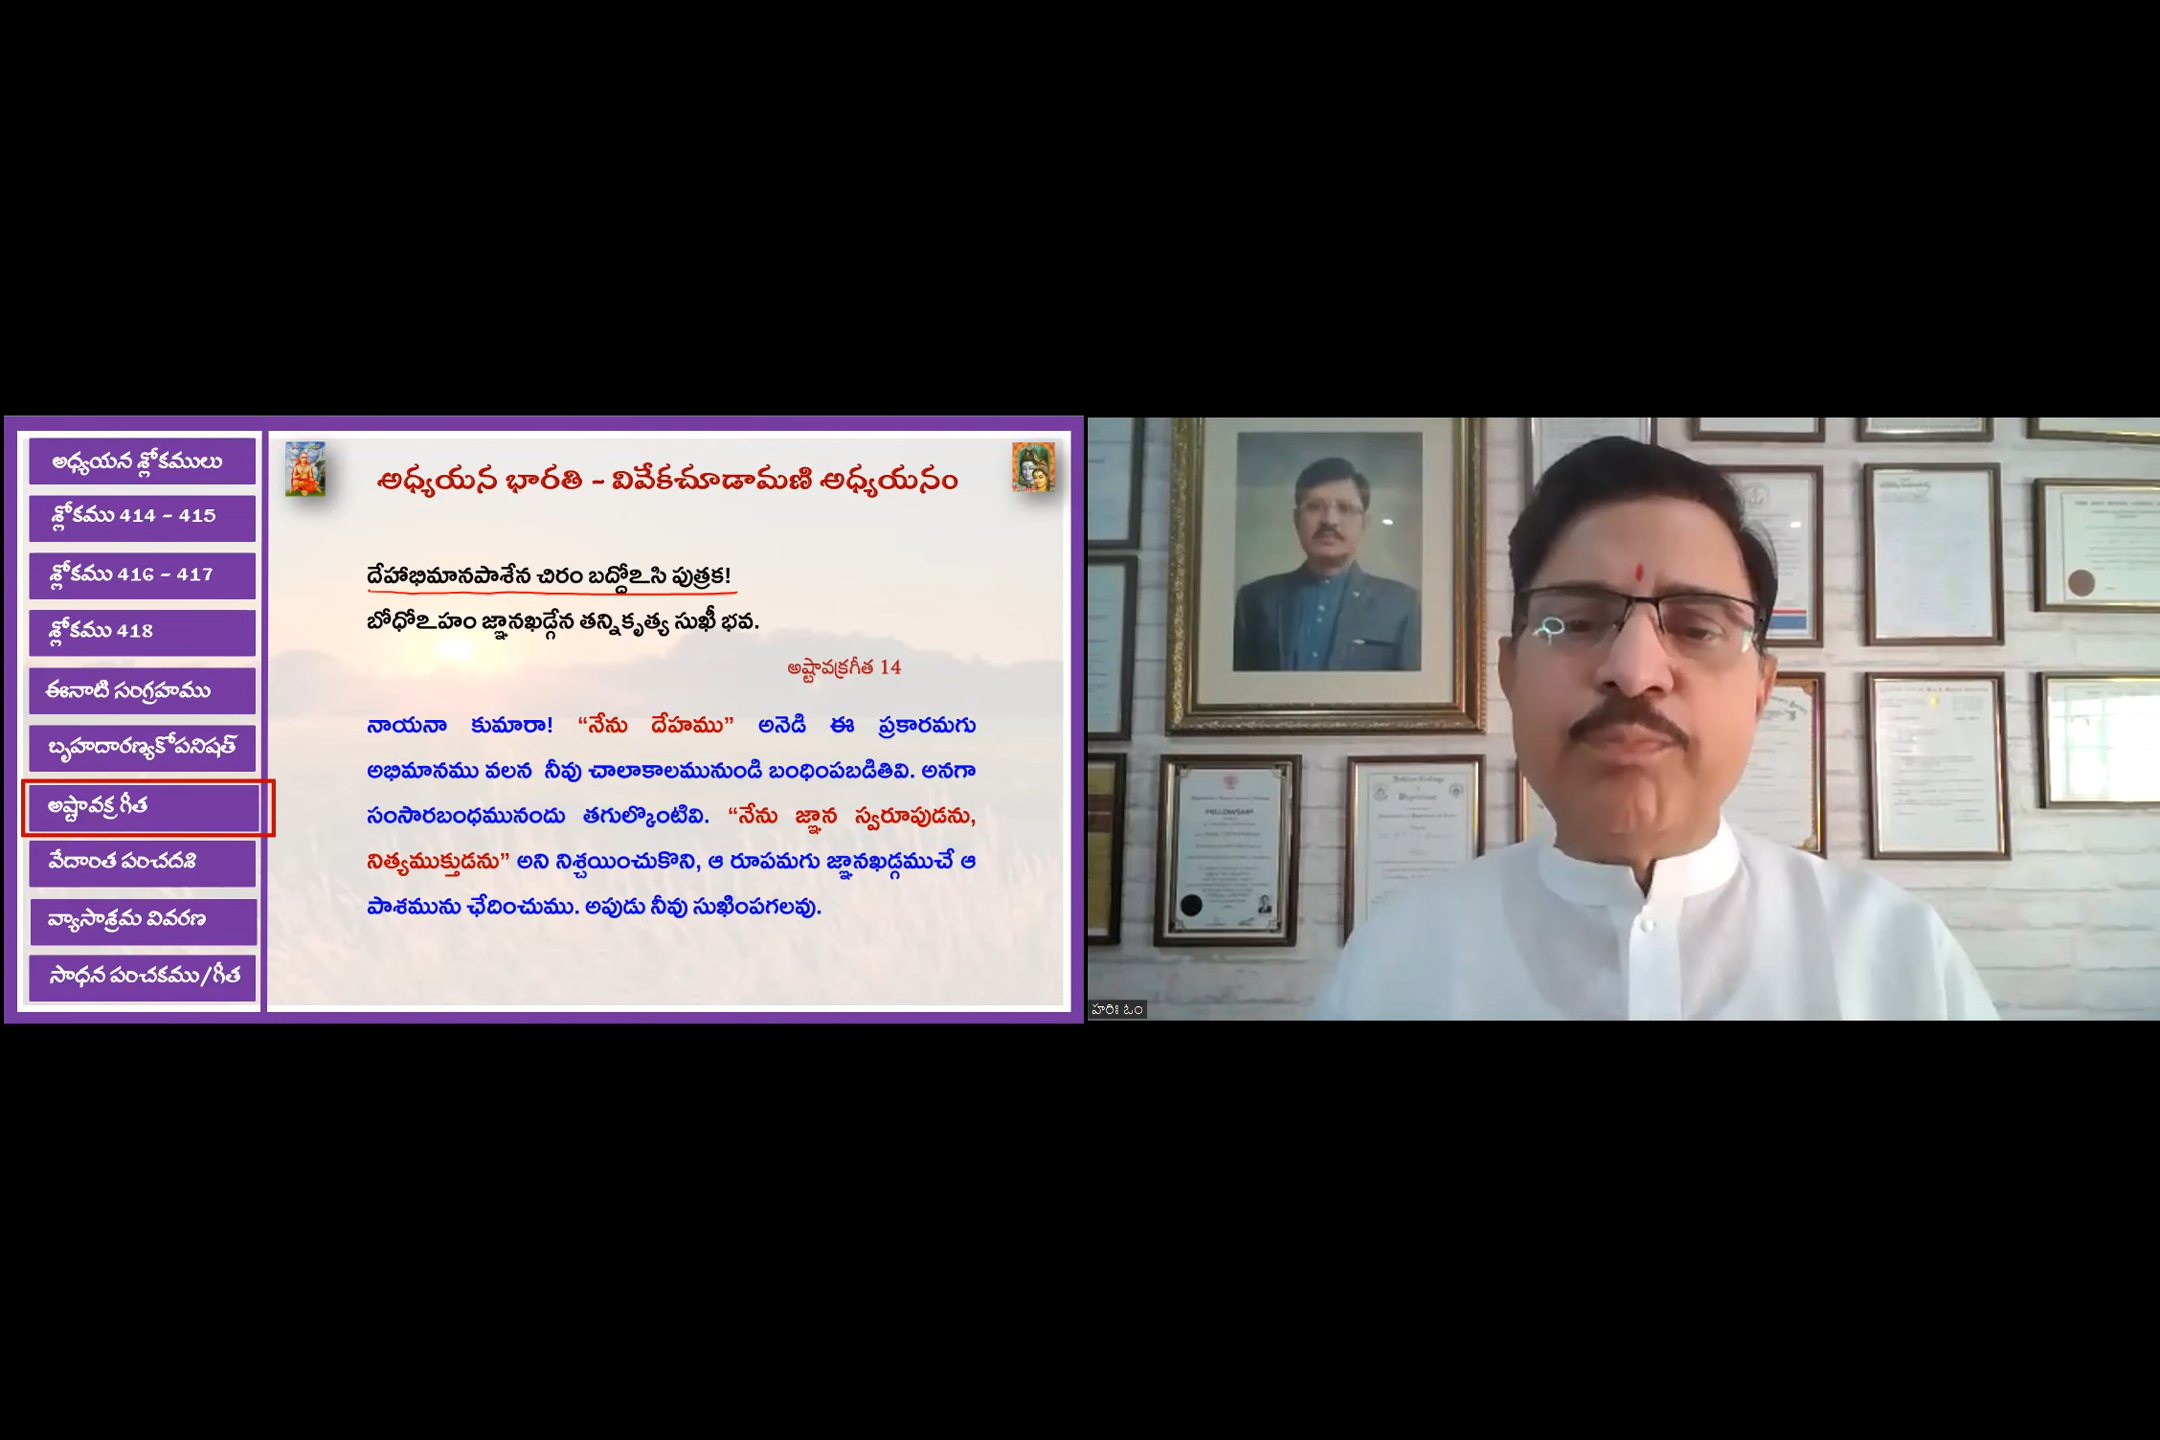 అధ్యయన శ్లోకములు
శ్లోకము 414 - 415
శ్లోకము 416 - 417
శ్లోకము 418
ఈనాటి సంగ్రహము
బృహదారణ్యకోపనిషత్
అష్టావక్ర గీత
వేదాంత పంచదశి
వ్యాసాశ్రమ వివరణ
సాధన పంచకము/గీత
అధ్యయన భారతి - వివేకచూడామణి అధ్యయనం
దేహాభిమానపాశేన చిరం బద్ధోఽసి పుత్రక!
బోధోఽహం జ్ఞానఖడ్గేన తన్నికృత్య సుఖీ భవ.
అష్టావక్రగీత 14
నాయనా కుమారా! “నేను దేహము” అనెడి ఈ ప్రకారమగు
అభిమానము వలన నీవు చాలాకాలమునుండి బంధింపబడితివి. అనగా
సంసారబంధమునందు తగుల్కొంటివి. “నేను జ్ఞాన స్వరూపుడను,
నిత్యముక్తుడను” అని నిశ్చయించుకొని, ఆ రూపమగు జ్ఞానఖడ్గముచే ఆ
పాశమును ఛేదించుము. అపుడు నీవు సుఖింపగలవు.
హరిః ఓం